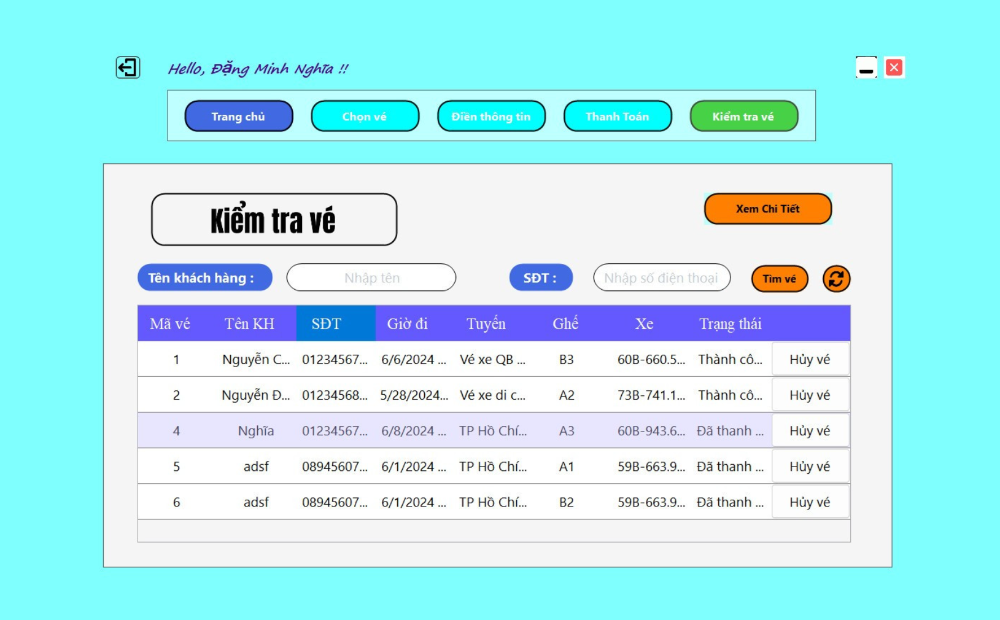 Hello, Đặng Minh Nghĩa !!
Trang chủ Chọn vé Điền thông tin Thanh Toán Kiểm tra vé
Kiểm tra vé
Xem Chi Tiết
Tên khách hàng : Nhập tên SĐT : Nhập số điện thoại Tìm vé
Mã vé Tên KH SĐT Giờ đi Tuyến Ghế Xe Trạng thái
1 Nguyễn C... 01234567... 6/6/2024 ... Vé xe QB ... B3 60B-660.5... Thành cô... Hủy vé
2 Nguyễn Đ... 01234568... 5/28/2024... Vé xe di c... A2 73B-741.1... Thành cô... Hủy vé
4 Nghĩa 01234567... 6/8/2024 ... TP Hồ Chí... A3 60B-943.6... Đã thanh ... Hủy vé
5 adsf 08945607... 6/1/2024 ... TP Hồ Chí... A1 59B-663.9... Đã thanh ... Hủy vé
6 adsf 08945607... 6/1/2024 ... TP Hồ Chí... B2 59B-663.9... Đã thanh ... Hủy vé